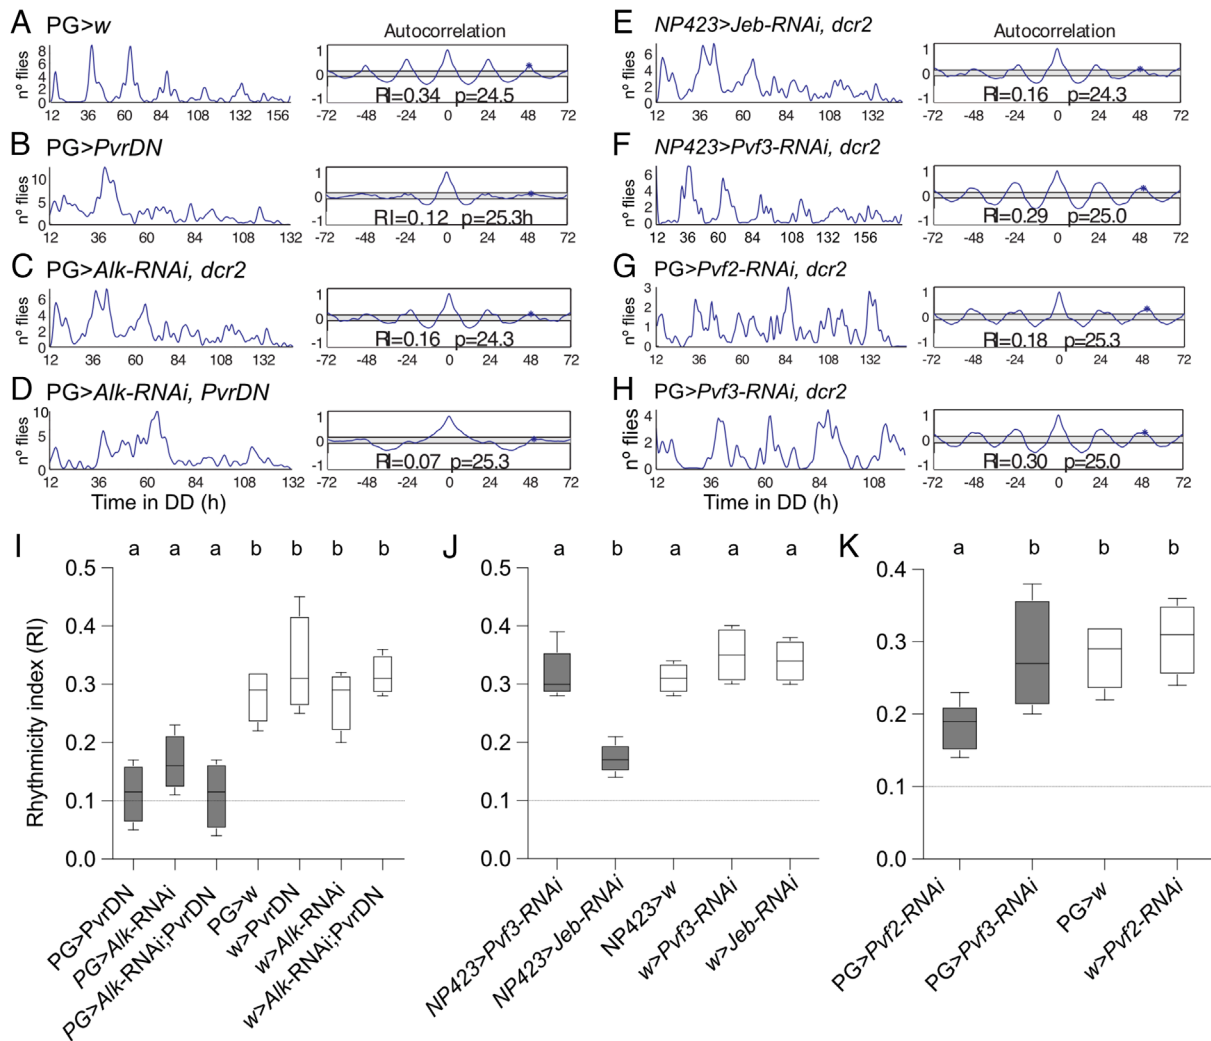 A PG>w
Autocorrelation
nº flies
8
6
4
2
0
12 36 60 84 108 132 156
1
0
-1
RI=0.34 p=24.5
-72 -48 -24 0 24 48 72
B PG>PvrDN
nº flies
10
5
0
12 36 60 84 108 132
1
0
-1
RI=0.12 p=25.3h
-72 -48 -24 0 24 48 72
C PG>Alk-RNAi, dcr2
nº flies
6
4
2
0
12 36 60 84 108 132
1
0
-1
RI=0.16 p=24.3
-72 -48 -24 0 24 48 72
D PG>Alk-RNAi, PvrDN
nº flies
10
5
0
12 36 60 84 108 132
Time in DD (h)
1
0
-1
RI=0.07 p=25.3
-72 -48 -24 0 24 48 72
E NP423>Jeb-RNAi, dcr2
Autocorrelation
nº flies
6
4
2
0
12 36 60 84 108 132 156
1
0
-1
RI=0.16 p=24.3
-72 -48 -24 0 24 48 72
F NP423>Pvf3-RNAi, dcr2
nº flies
6
4
2
0
12 36 60 84 108 132 156
1
0
-1
RI=0.29 p=25.0
-72 -48 -24 0 24 48 72
G PG>Pvf2-RNAi, dcr2
nº flies
3
2
1
0
12 36 60 84 108 132
1
0
-1
RI=0.18 p=25.3
-72 -48 -24 0 24 48 72
H PG>Pvf3-RNAi, dcr2
nº flies
4
2
0
12 36 60 84 108
Time in DD (h)
1
0
-1
RI=0.30 p=25.0
-72 -48 -24 0 24 48 72
I a a a b b b b
Rhythmicity index (RI)
0.5
0.4
0.3
0.2
0.1
0.0
PG>PvrDN
PG>Alk-RNAi
PG>Alk-RNAi;PvrDN
PG>w
w>PvrDN
w>Alk-RNAi
w>Alk-RNAi;PvrDN
J a b a a a
0.5
0.4
0.3
0.2
0.1
0.0
NP423>Pvf3-RNAi
NP423>Jeb-RNAi
NP423>w
w>Pvf3-RNAi
w>Jeb-RNAi
K a b b b
0.4
0.3
0.2
0.1
0.0
PG>Pvf2-RNAi
PG>Pvf3-RNAi
PG>w
w>Pvf2-RNAi